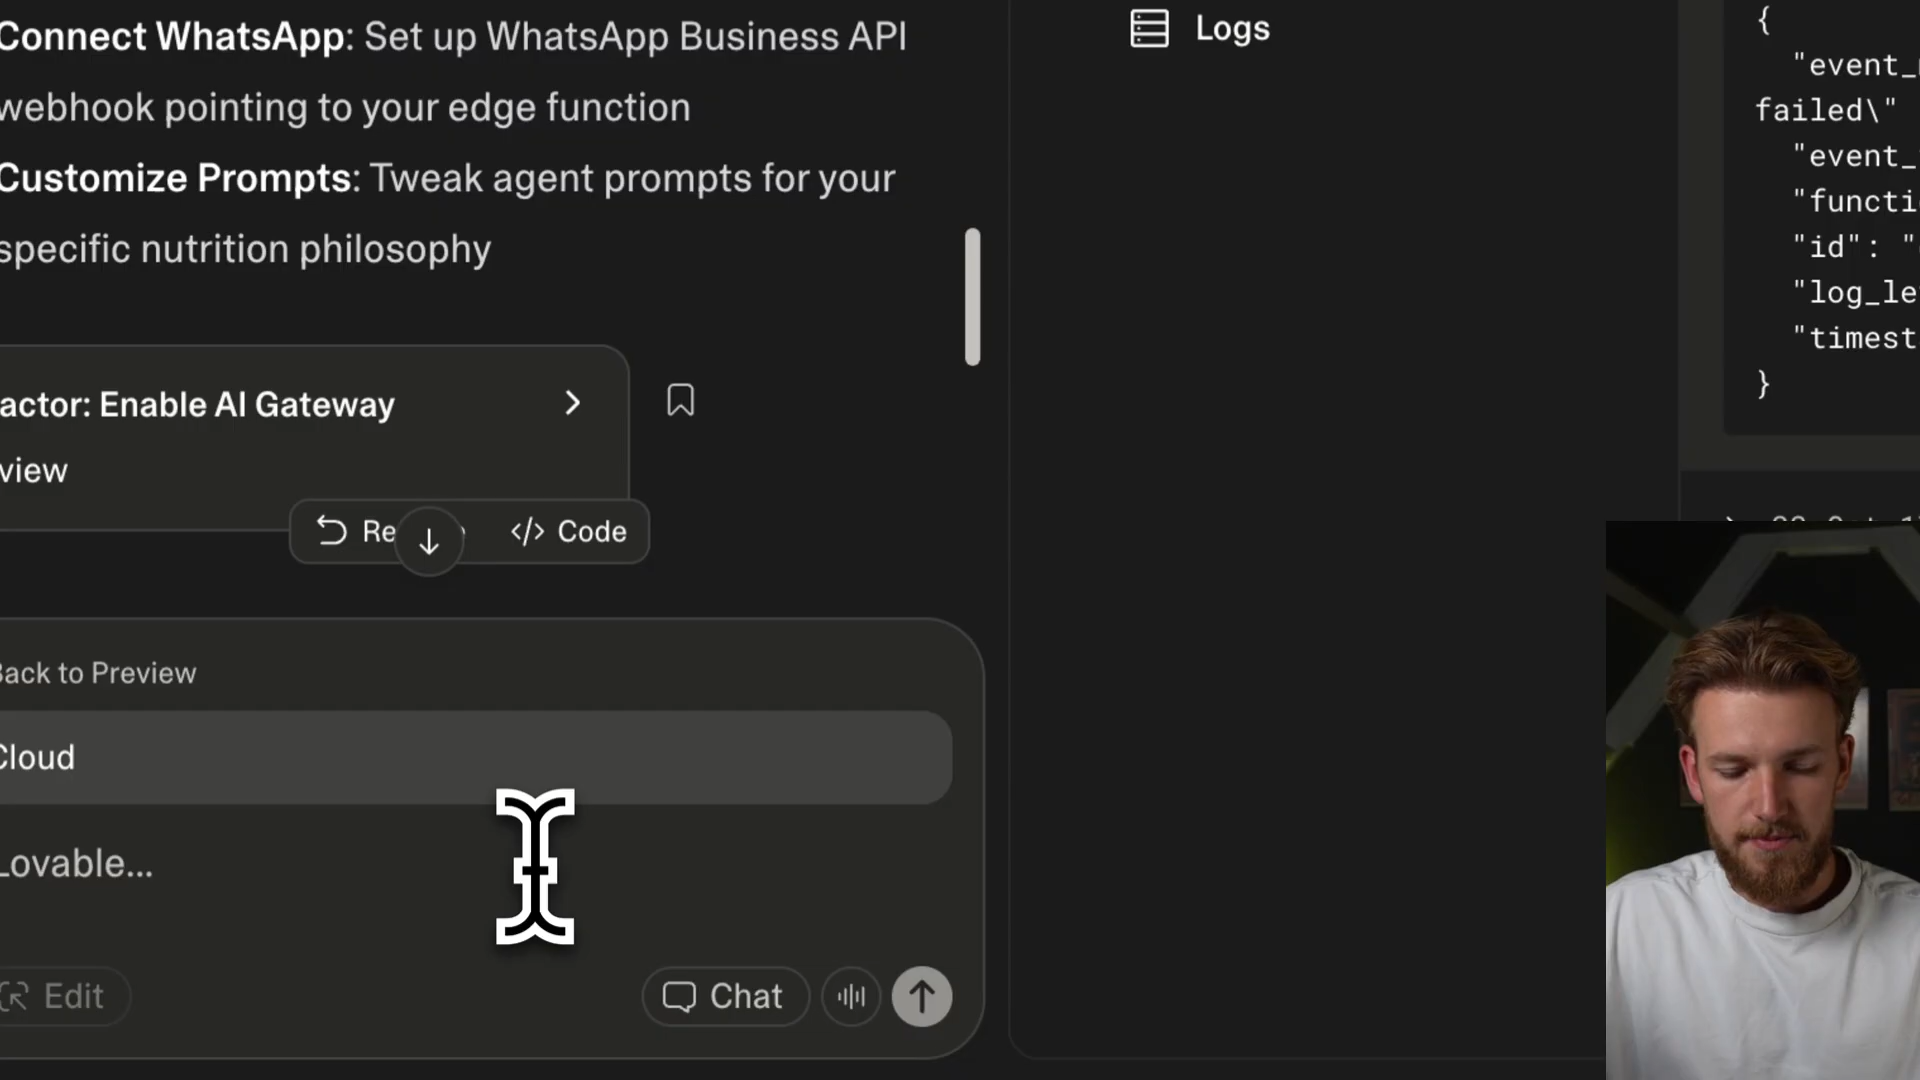 Connect WhatsApp: Set up WhatsApp Business API
webhook pointing to your edge function
Customize Prompts: Tweak agent prompts for your
specific nutrition philosophy
actor: Enable AI Gateway
view
Code
Back to Preview
Cloud
Lovable...
Edit
Chat
Logs
{
"event_
failed\"
"event_
"functi
"id": "
"log_le
"timest
}